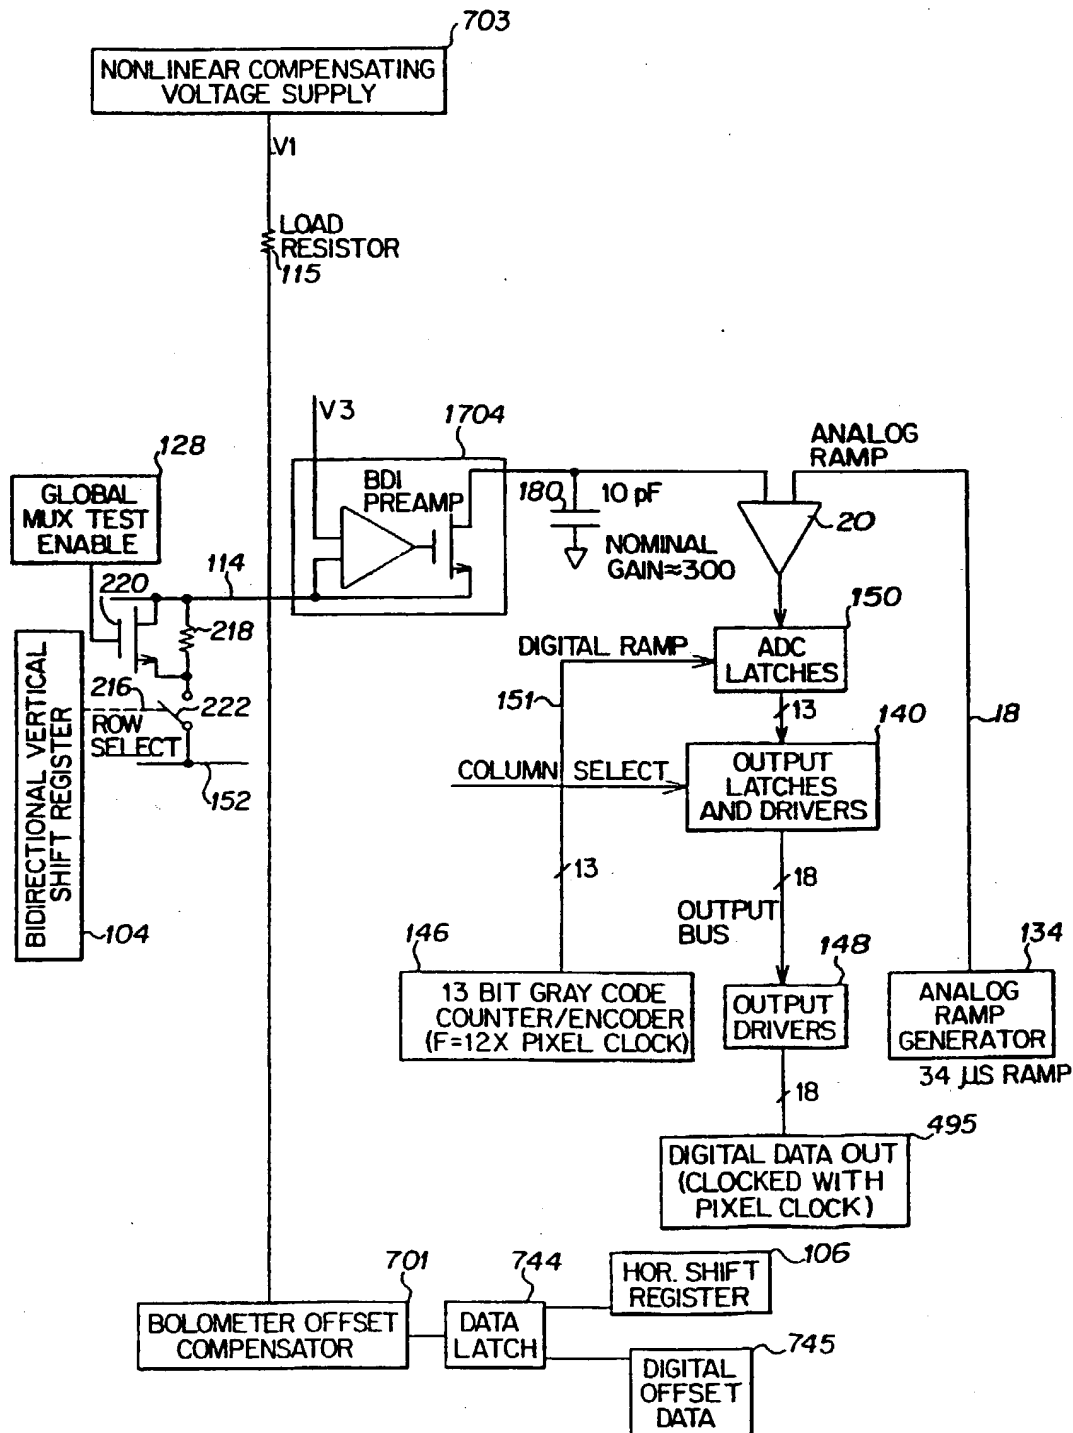 703
NONLINEAR COMPENSATING
VOLTAGE SUPPLY
V1
LOAD
RESISTOR
115
V3
1704
BDI
PREAMP
180
10 pF
NOMINAL
GAIN≈300
ANALOG
RAMP
20
128
GLOBAL
MUX TEST
ENABLE
220
114
218
216
222
ROW
SELECT
152
BIDIRECTIONAL VERTICAL
SHIFT REGISTER
104
150
ADC
LATCHES
DIGITAL RAMP
151
13
140
18
COLUMN SELECT
OUTPUT
LATCHES
AND DRIVERS
13
18
OUTPUT
BUS
146
13 BIT GRAY CODE
COUNTER/ENCODER
(F=12X PIXEL CLOCK)
148
OUTPUT
DRIVERS
134
ANALOG
RAMP
GENERATOR
34 µS RAMP
18
495
DIGITAL DATA OUT
(CLOCKED WITH
PIXEL CLOCK)
701
BOLOMETER OFFSET
COMPENSATOR
744
DATA
LATCH
106
HOR. SHIFT
REGISTER
745
DIGITAL
OFFSET
DATA